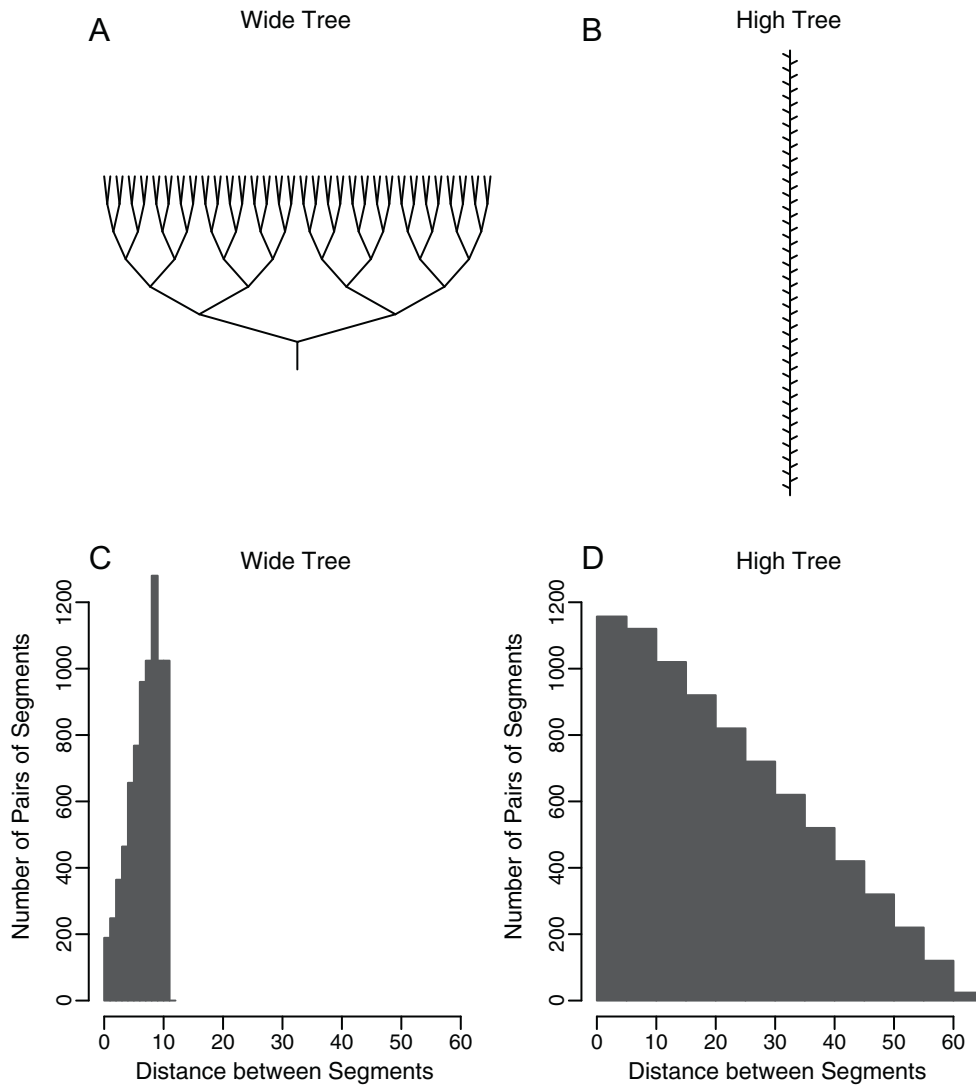 A
Wide Tree
B
High Tree
C
Wide Tree
Number of Pairs of Segments
0 200 400 600 800 1000 1200
0 10 20 30 40 50 60
Distance between Segments
D
High Tree
Number of Pairs of Segments
0 200 400 600 800 1000 1200
0 10 20 30 40 50 60
Distance between Segments